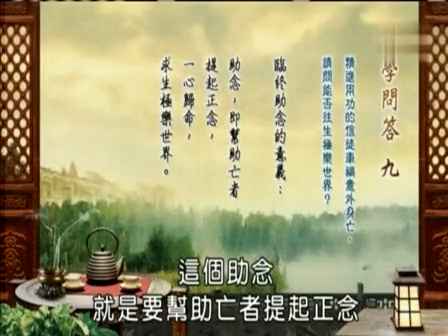 學問答 九
精進用功的信徒車禍意外身亡，
請問能否往生極樂世界？
臨終助念的意義：
助念，即幫助亡者
提起正念，
一心歸命，
求生極樂世界。
這個助念
就是要幫助亡者提起正念